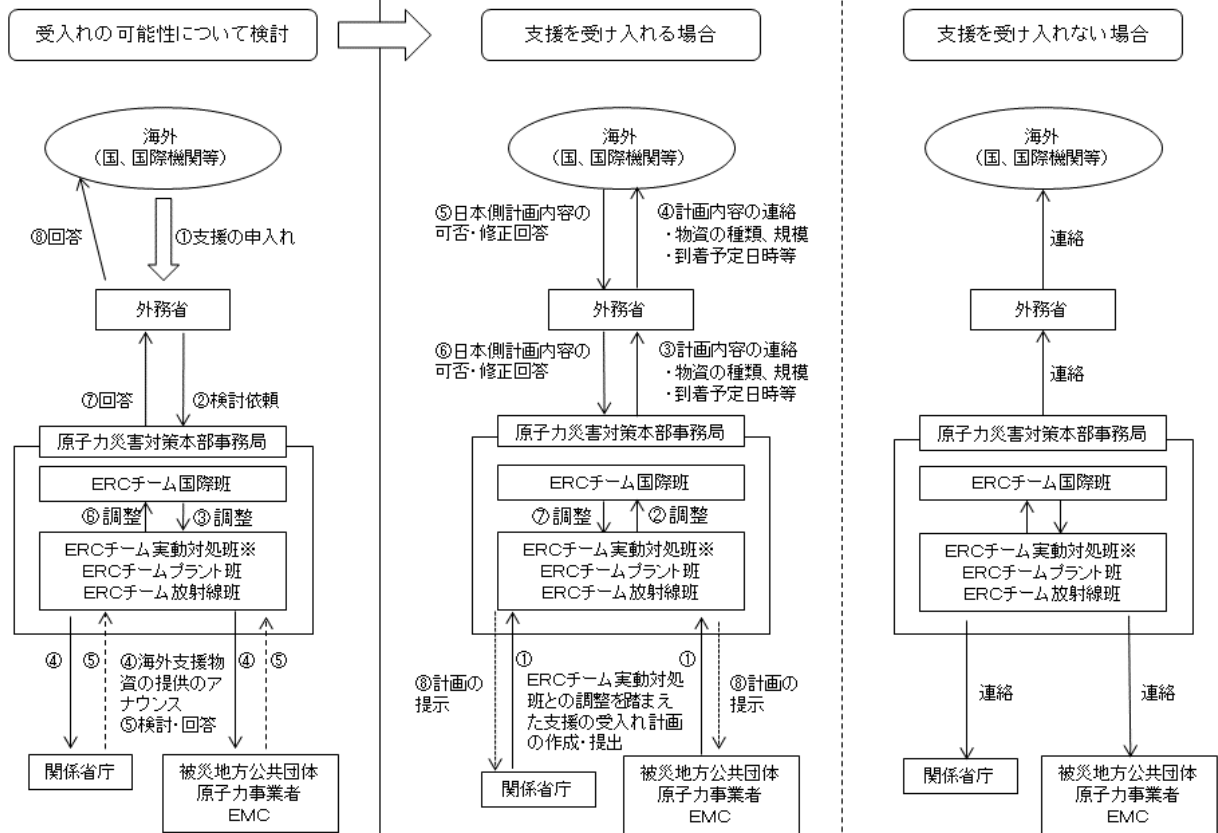 受入れの可能性について検討
海外
(国、国際機関等)
⑧回答
①支援の申入れ
外務省
⑦回答
②検討依頼
原子力災害対策本部事務局
ERCチーム国際班
⑥調整
③調整
ERCチーム実動対処班※
ERCチームプラント班
ERCチーム放射線班
④
⑤
④海外支援物
資の提供のア
ナウンス
⑤検討・回答
④
⑤
関係省庁
被災地方公共団体
原子力事業者
EMC
支援を受け入れる場合
海外
(国、国際機関等)
⑤日本側計画内容の
可否・修正回答
④計画内容の連絡
・物資の種類、規模
・到着予定日時等
外務省
⑥日本側計画内容の
可否・修正回答
③計画内容の連絡
・物資の種類、規模
・到着予定日時等
原子力災害対策本部事務局
ERCチーム国際班
⑦調整
②調整
ERCチーム実動対処班※
ERCチームプラント班
ERCチーム放射線班
⑧計画の
提示
①
ERCチーム実動対処
班との調整を踏まえ
た支援の受入れ計画
の作成・提出
①
⑧計画の
提示
関係省庁
被災地方公共団体
原子力事業者
EMC
支援を受け入れない場合
海外
(国、国際機関等)
連絡
外務省
連絡
原子力災害対策本部事務局
ERCチーム国際班
ERCチーム実動対処班※
ERCチームプラント班
ERCチーム放射線班
連絡
連絡
関係省庁
被災地方公共団体
原子力事業者
EMC